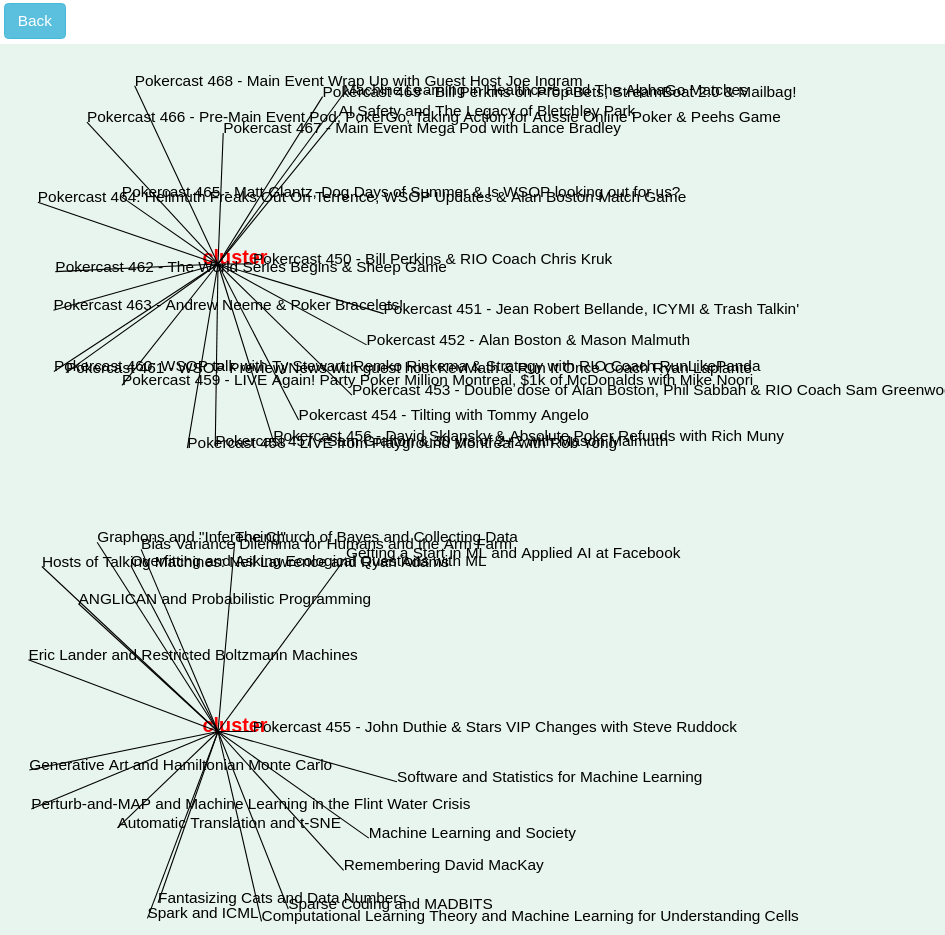 Back
Pokercast 468 - Main Event Wrap Up with Guest Host Joe Ingram
Machine Learning in Healthcare and The AlphaGo Matches
Pokercast 469 - Bill Perkins on Prop Bets, StreamBoat 2.0 & Mailbag!
AI Safety and The Legacy of Bletchley Park
Pokercast 466 - Pre-Main Event Pod, PokerGo, Taking Action for Aussie Online Poker & Peehs Game
Pokercast 467 - Main Event Mega Pod with Lance Bradley
Pokercast 465 - Matt Glantz, Dog Days of Summer & Is WSOP looking out for us?
Pokercast 464: Hellmuth Freaks Out On Terrence, WSOP Updates & Alan Boston Match Game
cluster
Pokercast 450 - Bill Perkins & RIO Coach Chris Kruk
Pokercast 462 - The World Series Begins & Sheep Game
Pokercast 463 - Andrew Neeme & Poker Bracelets!
Pokercast 451 - Jean Robert Bellande, ICYMI & Trash Talkin'
Pokercast 452 - Alan Boston & Mason Malmuth
Pokercast 460: WSOP talk with Ty Stewart, Remko Rinkema & Strategy with RIO Coach RunLikePanda
Pokercast 461 - WSOP Preview/News with guest host KevMath & Run it Once Coach Ryan Laplante
Pokercast 459 - LIVE Again! Party Poker Million Montreal, $1k of McDonalds with Mike Noori
Pokercast 453 - Double dose of Alan Boston, Phil Sabbah & RIO Coach Sam Greenwoo
Pokercast 454 - Tilting with Tommy Angelo
Pokercast 456 - David Sklansky & Absolute Poker Refunds with Rich Muny
Pokercast 457 - Sam Grafton & 30 yrs of 2+2 with Mason Malmuth
Pokercast 458 - LIVE from Playground Montreal with Rob Yong
Graphons and "Inferencing"
The Church of Bayes and Collecting Data
Bias Variance Dilemma for Humans and the Arm Farm
Getting a Start in ML and Applied AI at Facebook
Hosts of Talking Machines: Neil Lawrence and Ryan Adams
Overfitting and Asking Ecological Questions with ML
ANGLICAN and Probabilistic Programming
Eric Lander and Restricted Boltzmann Machines
cluster
Pokercast 455 - John Duthie & Stars VIP Changes with Steve Ruddock
Generative Art and Hamiltonian Monte Carlo
Software and Statistics for Machine Learning
Perturb-and-MAP and Machine Learning in the Flint Water Crisis
Automatic Translation and t-SNE
Machine Learning and Society
Remembering David MacKay
Fantasizing Cats and Data Numbers
Sparse Coding and MADBITS
Spark and ICML
Computational Learning Theory and Machine Learning for Understanding Cells